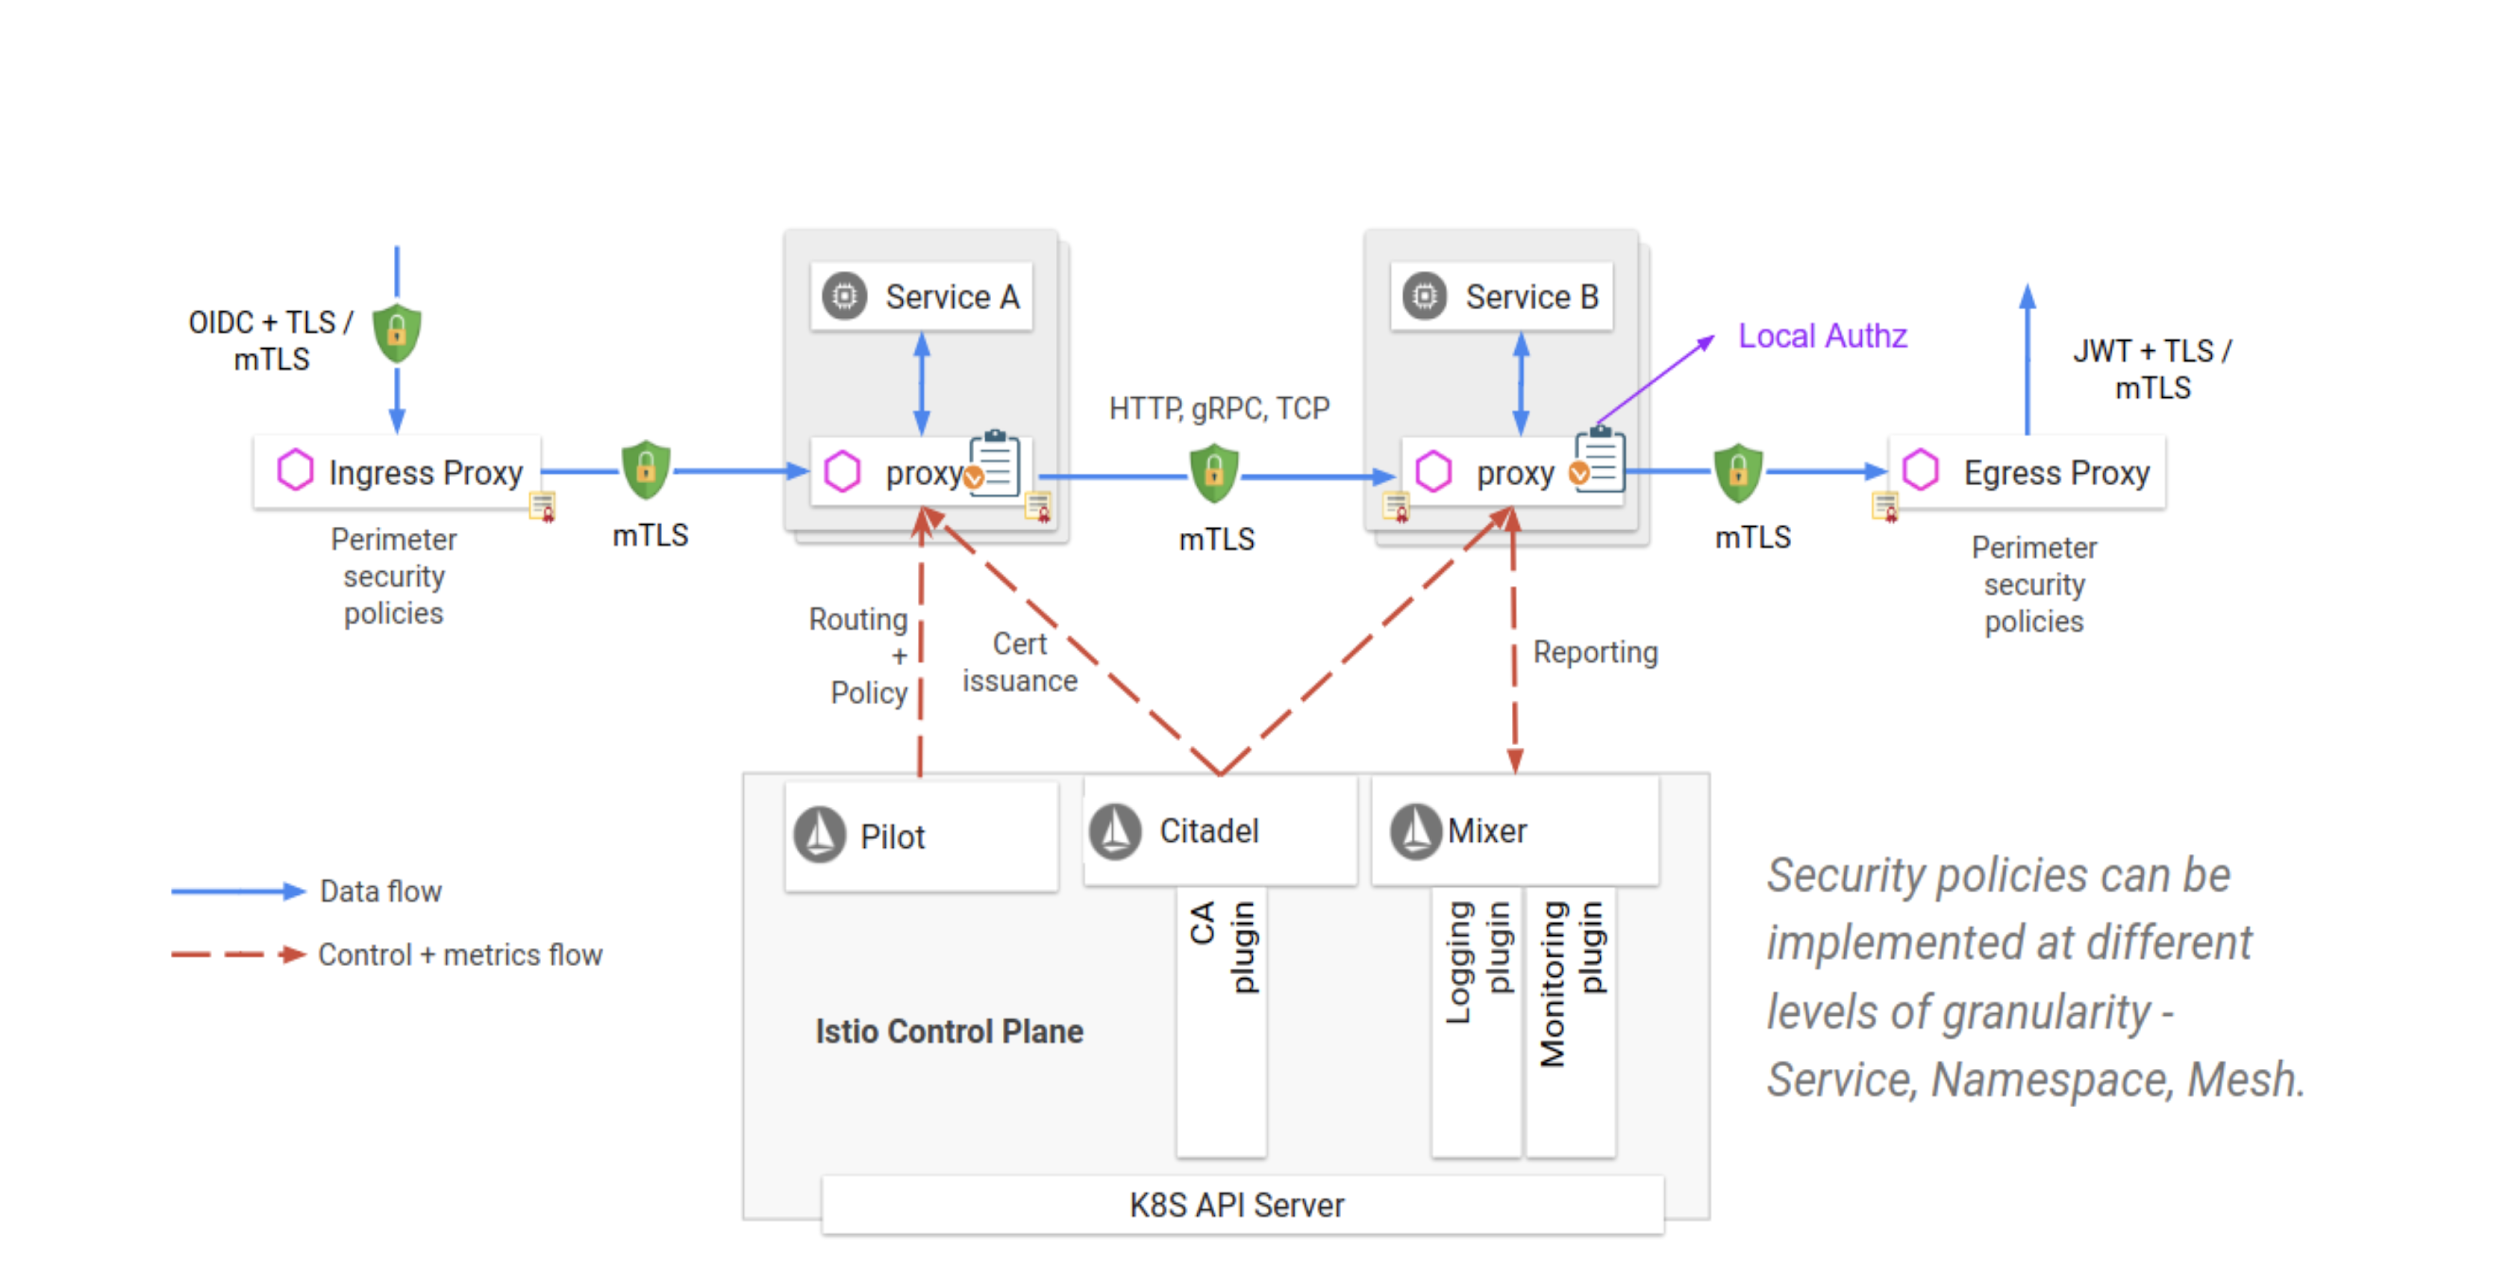 Service A
Service B
OIDC + TLS /
mTLS
Local Authz
JWT + TLS /
mTLS
HTTP, gRPC, TCP
Ingress Proxy
proxy
proxy
Egress Proxy
mTLS
mTLS
mTLS
Perimeter
security
policies
Perimeter
security
policies
Routing
+
Policy
Cert
issuance
Reporting
Pilot
Citadel
Mixer
CA
plugin
Logging
plugin
Monitoring
plugin
Data flow
Control + metrics flow
Istio Control Plane
K8S API Server
Security policies can be
implemented at different
levels of granularity -
Service, Namespace, Mesh.